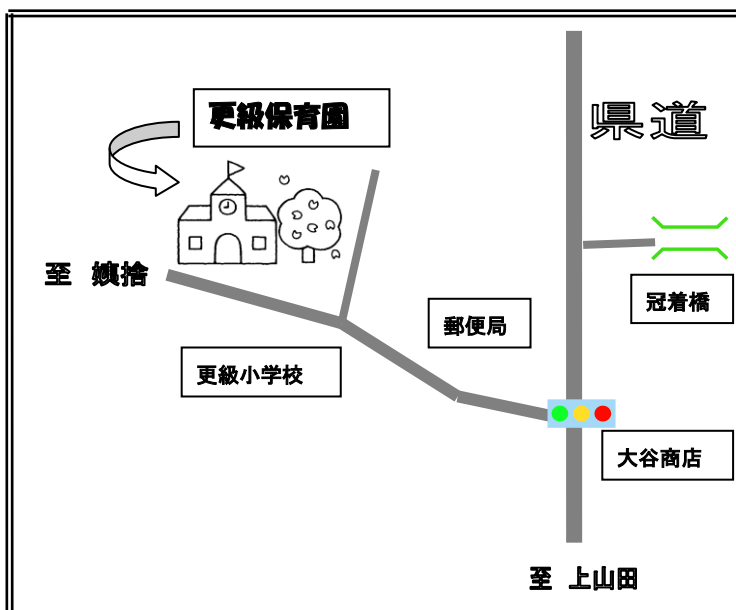 更級保育園
県道
至 姨捨
冠着橋
郵便局
更級小学校
大谷商店
至 上山田